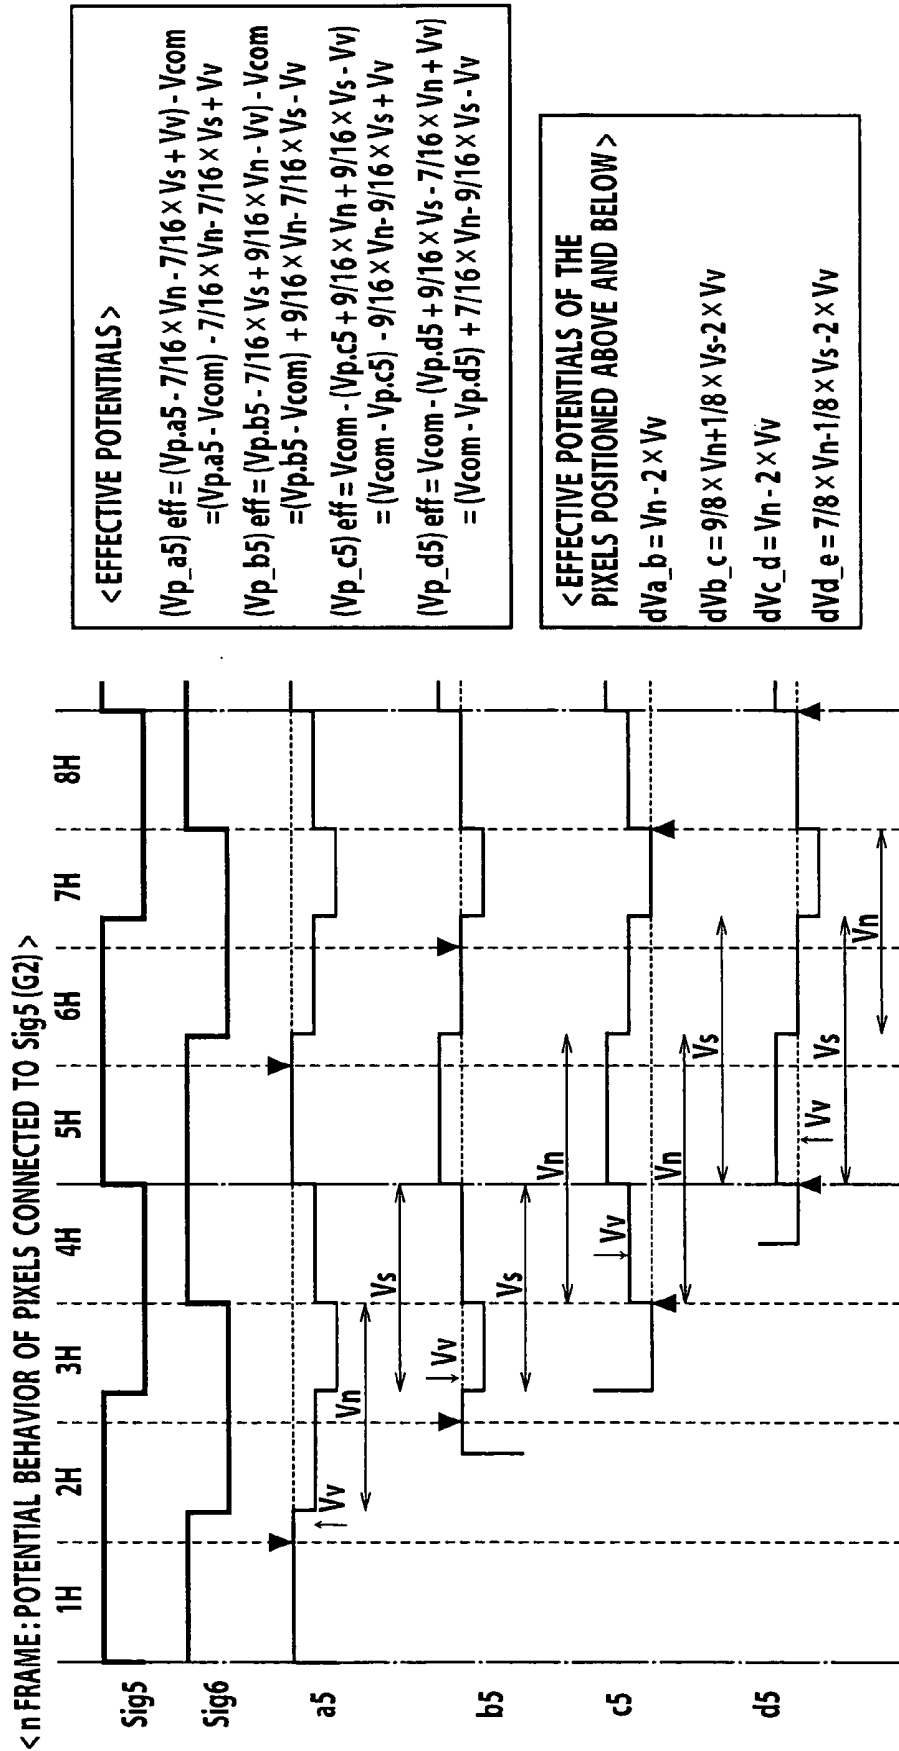 <n FRAME:POTENTIAL BEHAVIOR OF PIXELS CONNECTED TO Sig5 (G2)>
1H 2H 3H 4H 5H 6H 7H 8H
Sig5
Sig6
a5
Vv
Vn
Vs
b5
Vv
Vs
Vn
c5
Vv
Vn
Vs
d5
Vv
Vs
Vn
<EFFECTIVE POTENTIALS>
(Vp_a5) eff = (Vp.a5 - 7/16 × Vn - 7/16 × Vs + Vv) - Vcom
=(Vp.a5 - Vcom) - 7/16 × Vn- 7/16 × Vs + Vv
(Vp_b5) eff = (Vp.b5 - 7/16 × Vs + 9/16 × Vn - Vv) - Vcom
=(Vp.b5 - Vcom) + 9/16 × Vn - 7/16 × Vs - Vv
(Vp_c5) eff = Vcom - (Vp.c5 + 9/16 × Vn + 9/16 × Vs - Vv)
= (Vcom - Vp.c5) - 9/16 × Vn - 9/16 × Vs + Vv
(Vp_d5) eff = Vcom - (Vp.d5 + 9/16 × Vs - 7/16 × Vn + Vv)
= (Vcom - Vp.d5) + 7/16 × Vn- 9/16 × Vs - Vv
<EFFECTIVE POTENTIALS OF THE
PIXELS POSITIONED ABOVE AND BELOW>
dVa_b = Vn - 2 × Vv
dVb_c = 9/8 × Vn+1/8 × Vs-2 × Vv
dVc_d = Vn - 2 × Vv
dVd_e = 7/8 × Vn-1/8 × Vs-2 × Vv